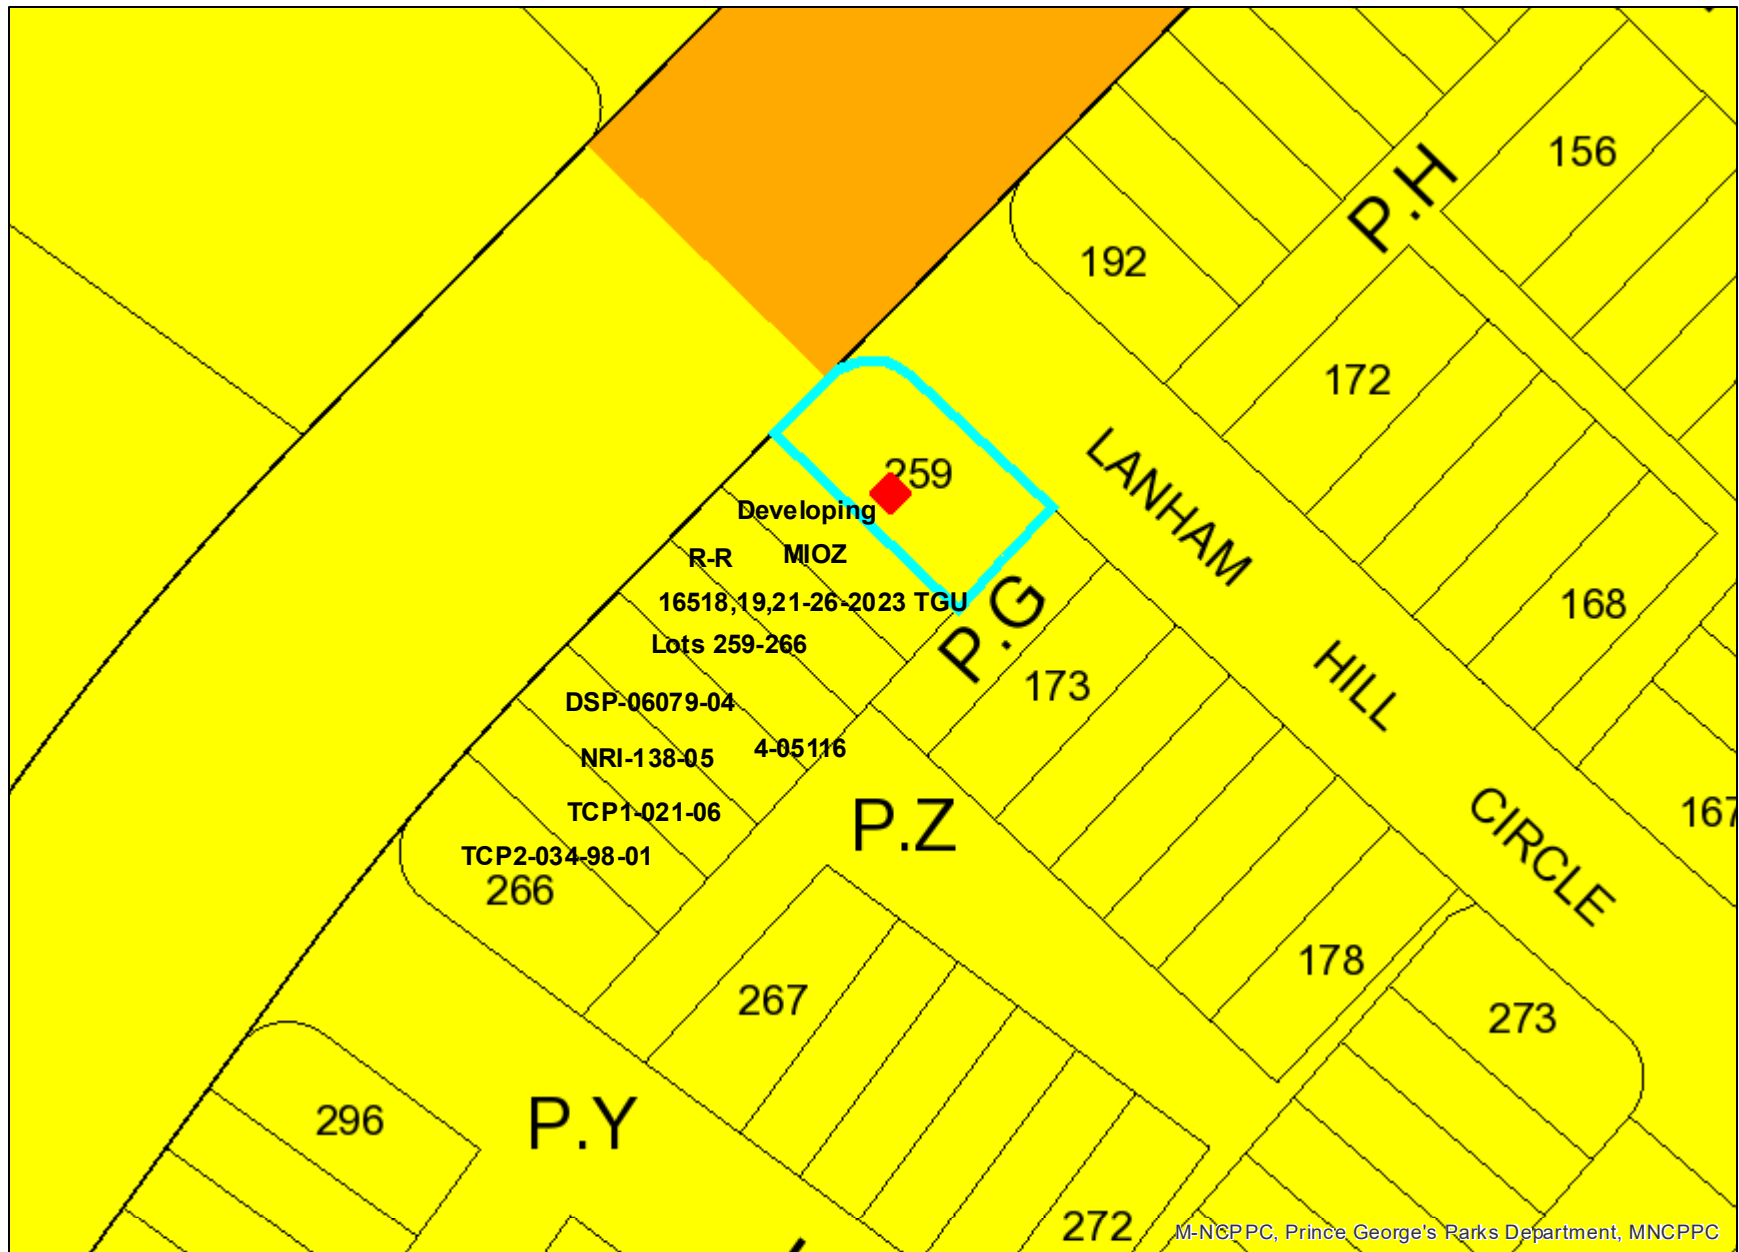 156
P.H
192
172
259
LANHAM
HILL
CIRCLE
Developing
R-R
MIOZ
16518,19,21-26-2023 TGU
P.G
168
Lots 259-266
173
DSP-06079-04
4-05116
NRI-138-05
TCP1-021-06
P.Z
167
TCP2-034-98-01
266
178
267
273
296
P.Y
272
M-NCPPC, Prince George's Parks Department, MNCPPC